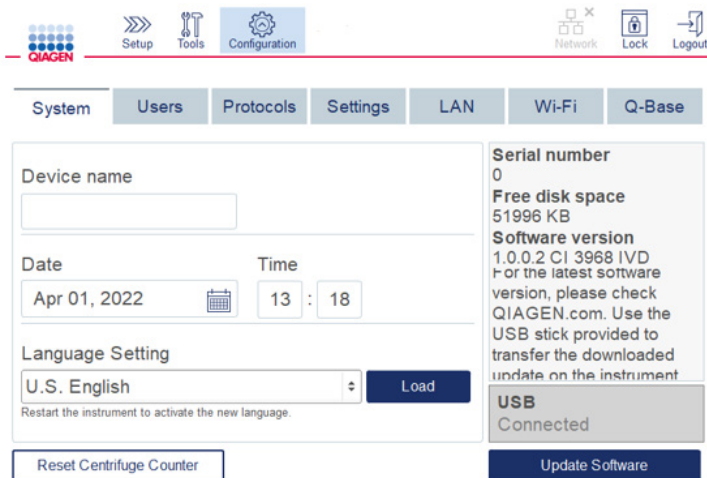 QIAGEN
Setup
Tools
Configuration
Network
Lock
Logout
System
Users
Protocols
Settings
LAN
Wi-Fi
Q-Base
Device name
Date
Time
Apr 01, 2022
13 : 18
Language Setting
U.S. English
Load
Restart the instrument to activate the new language.
Reset Centrifuge Counter
Serial number
0
Free disk space
51996 KB
Software version
1.0.0.2 CI 3968 IVD
For the latest software
version, please check
QIAGEN.com. Use the
USB stick provided to
transfer the downloaded
update on the instrument
USB
Connected
Update Software